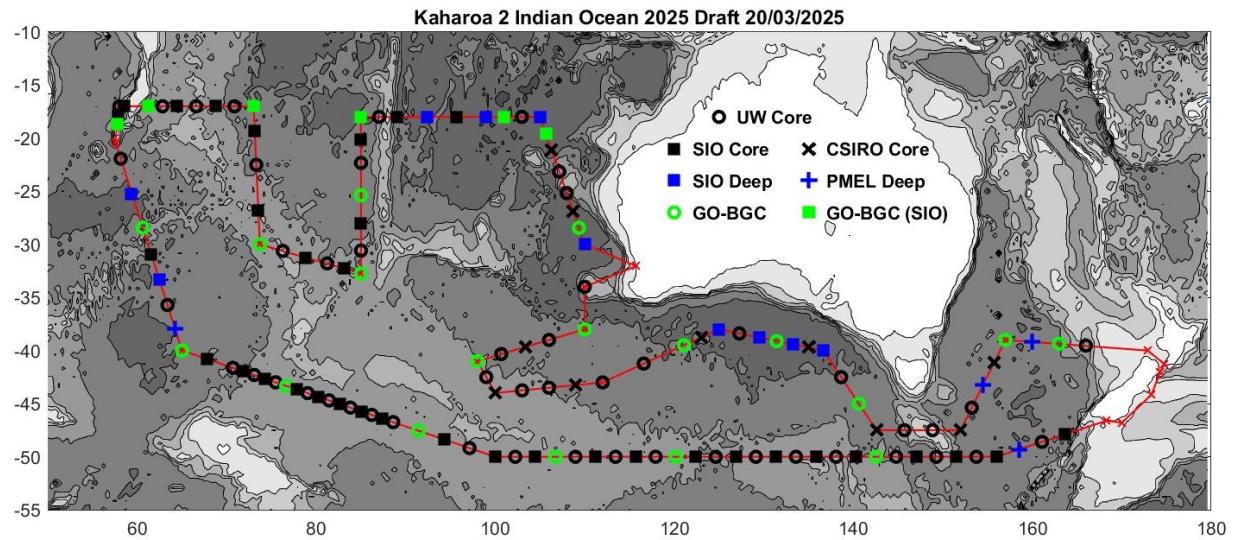 Kaharoa 2 Indian Ocean 2025 Draft 20/03/2025
-10
-15
-20
-25
-30
-35
-40
-45
-50
-55
UW Core
SIO Core CSIRO Core
SIO Deep PMEL Deep
GO-BGC GO-BGC (SIO)
60 80 100 120 140 160 180